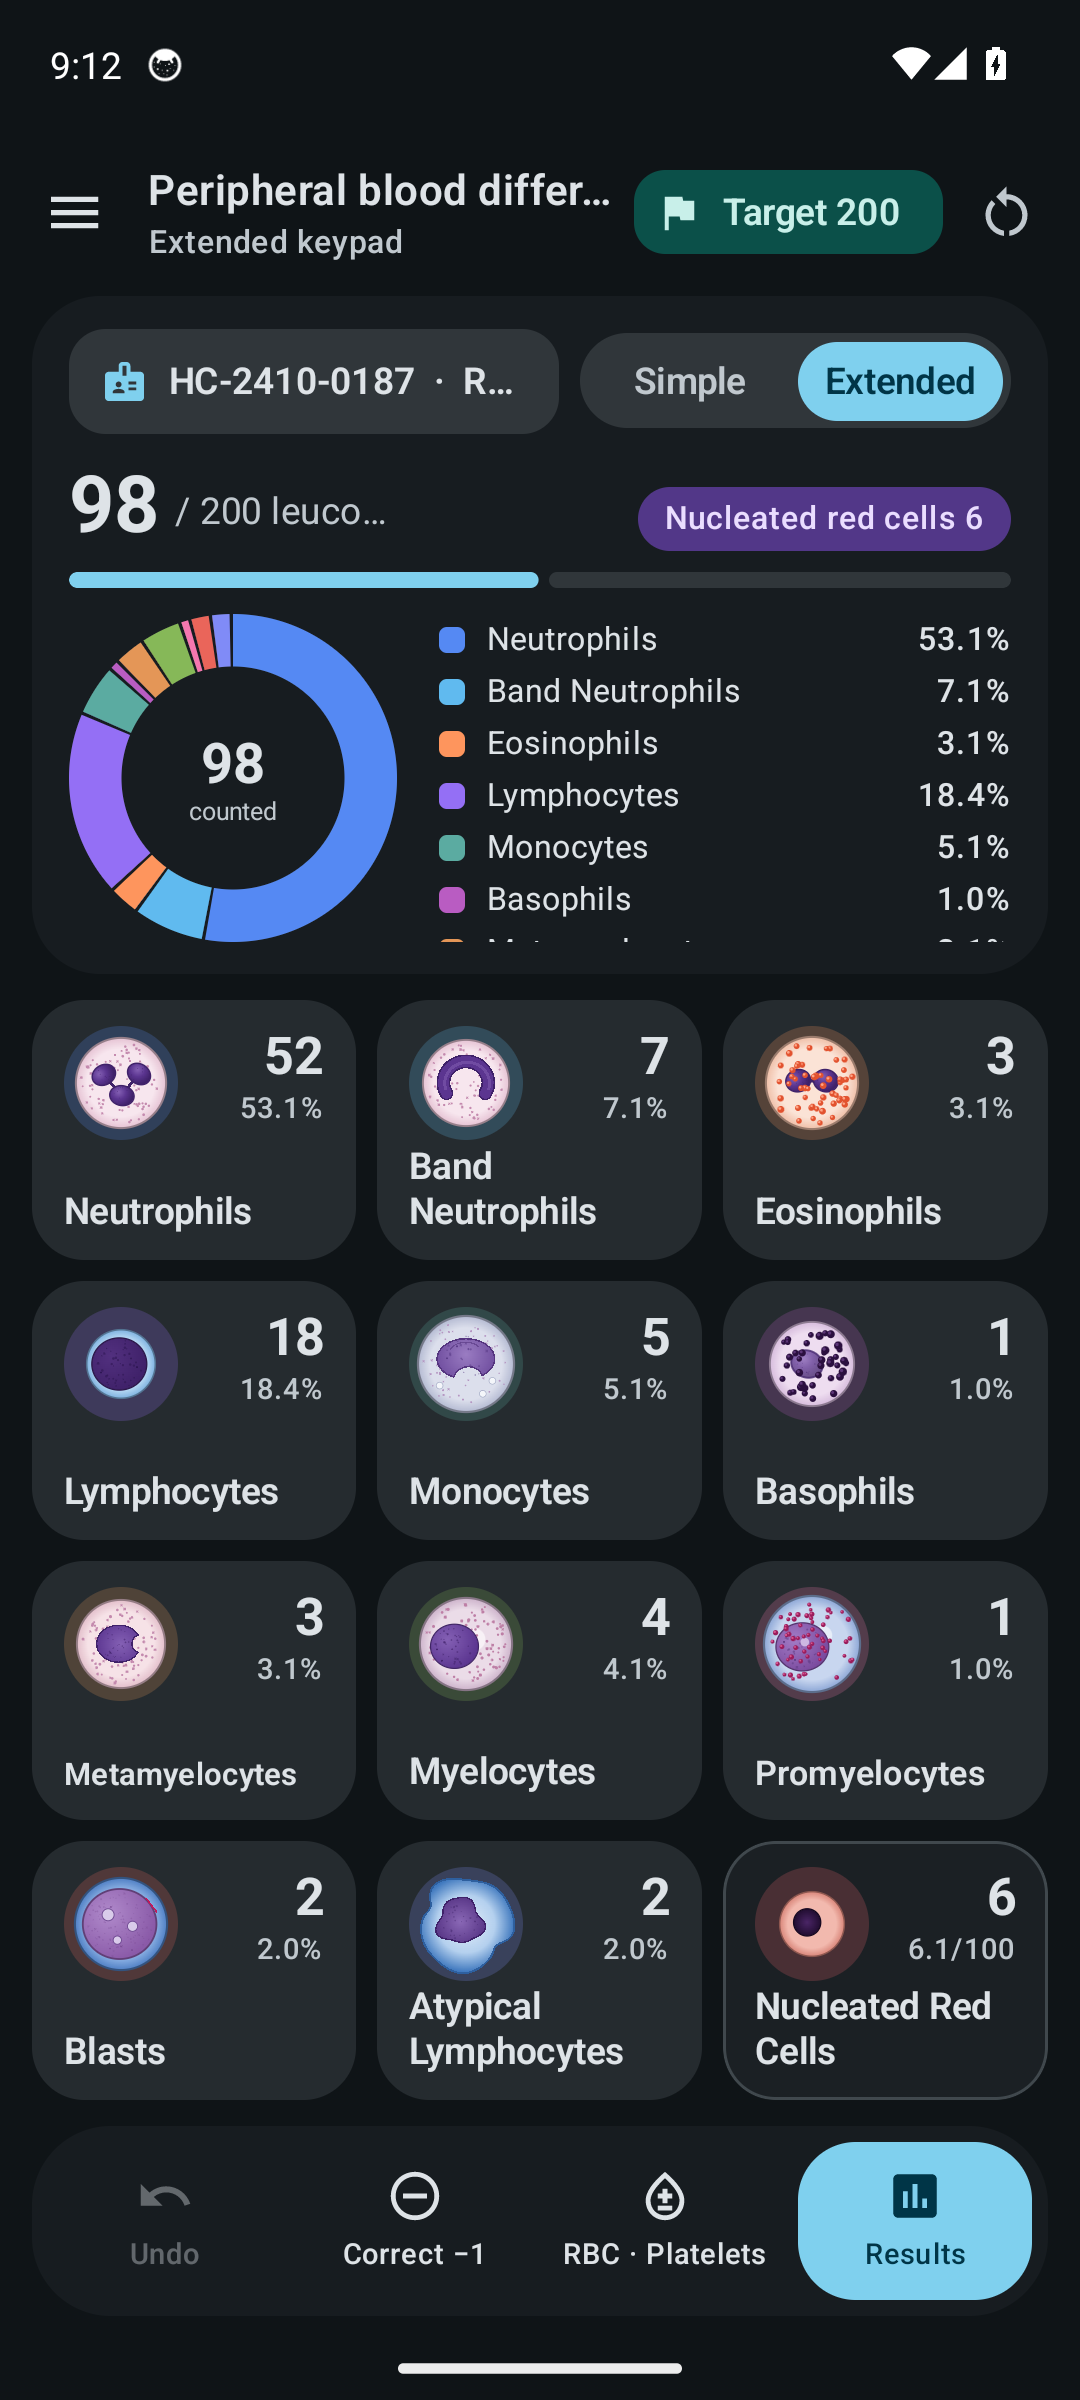 9:12
Peripheral blood differ...
Extended keypad
Target 200
HC-2410-0187 · R...
Simple
Extended
98 / 200 leuco...
Nucleated red cells 6
98
counted
Neutrophils 53.1%
Band Neutrophils 7.1%
Eosinophils 3.1%
Lymphocytes 18.4%
Monocytes 5.1%
Basophils 1.0%
52
53.1%
Neutrophils
7
7.1%
Band
Neutrophils
3
3.1%
Eosinophils
18
18.4%
Lymphocytes
5
5.1%
Monocytes
1
1.0%
Basophils
3
3.1%
Metamyelocytes
4
4.1%
Myelocytes
1
1.0%
Promyelocytes
2
2.0%
Blasts
2
2.0%
Atypical
Lymphocytes
6
6.1/100
Nucleated Red
Cells
Undo
Correct −1
RBC · Platelets
Results